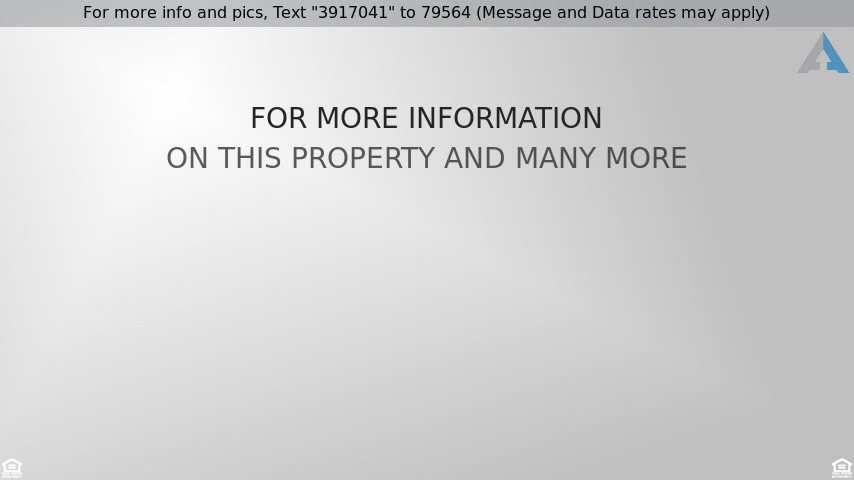 For more info and pics, Text "3917041" to 79564 (Message and Data rates may apply)
FOR MORE INFORMATION
ON THIS PROPERTY AND MANY MORE